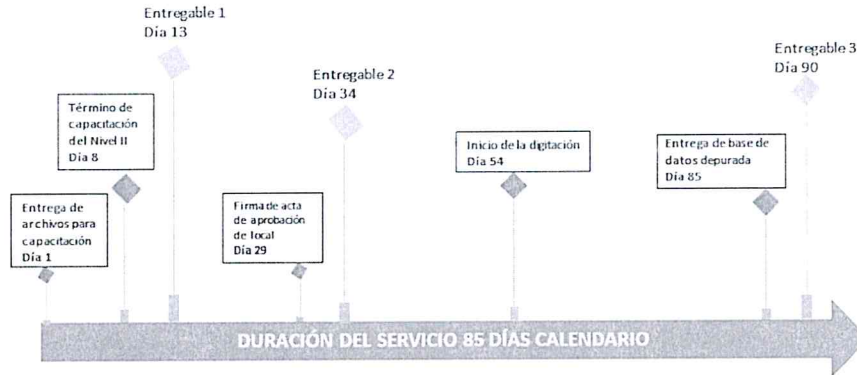 Entregable 1
Día 13
Entregable 2
Día 34
Entregable 3
Día 90
Término de
capacitación
del Nivel II
Día 8
Inicio de la digitación
Día 54
Entrega de base de
datos depurada
Día 85
Entrega de
archivos para
capacitación
Día 1
Firma de acta
de aprobación
de local
Día 29
DURACIÓN DEL SERVICIO 85 DÍAS CALENDARIO